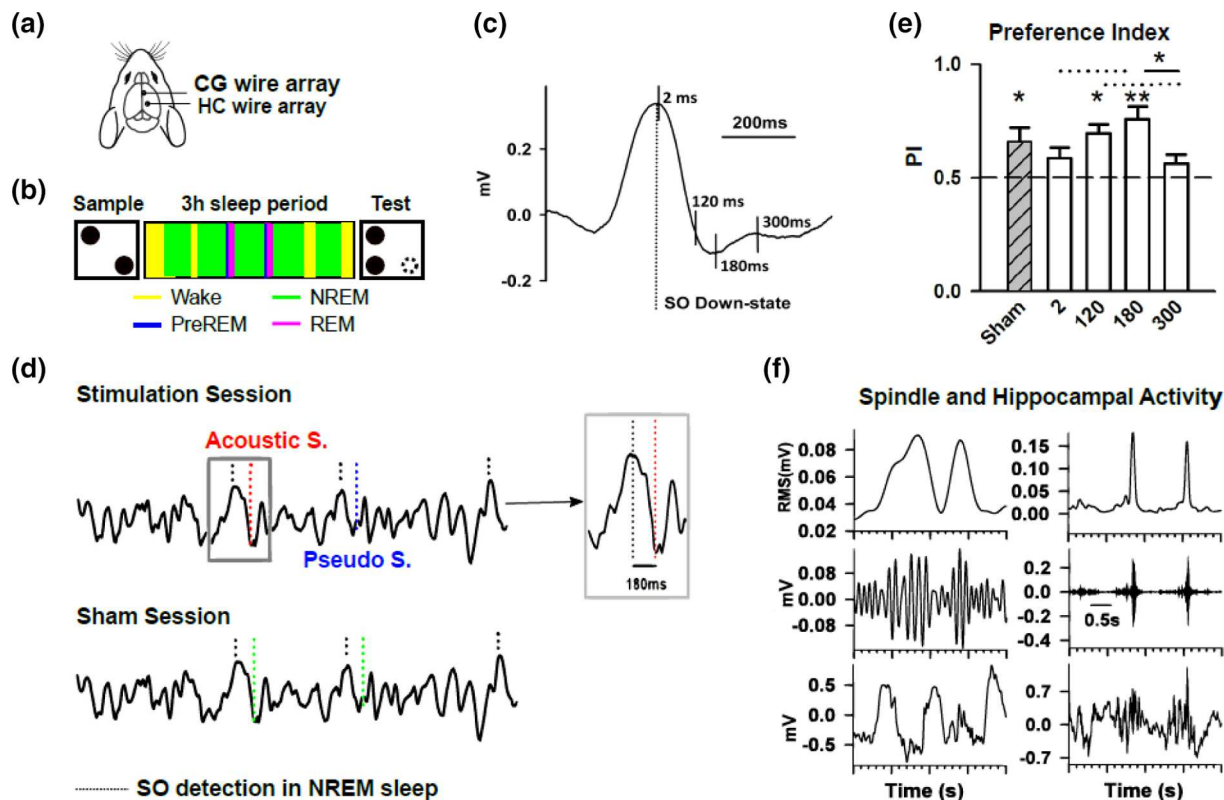 (a)
CG wire array
HC wire array
(b)
Sample
3h sleep period
Test
Wake
NREM
PreREM
REM
(c)
mV
0.2
0.0
-0.2
2 ms
200ms
120 ms
300ms
180ms
SO Down-state
(d)
Stimulation Session
Acoustic S.
Pseudo S.
180ms
Sham Session
SO detection in NREM sleep
(e)
Preference Index
PI
1.0
0.5
0.0
*
*
**
*
Sham
2
120
180
300
(f)
Spindle and Hippocampal Activity
RMS(mV)
0.08
0.06
0.04
0.02
0.15
0.10
0.05
0.00
mV
0.08
0.00
-0.08
0.2
0.0
-0.2
-0.4
0.5s
mV
0.5
0.0
-0.5
0.7
0.0
-0.7
Time (s)
Time (s)